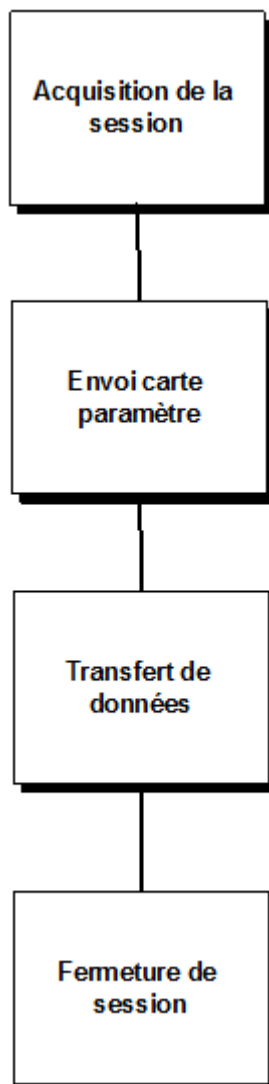 Acquisition de la
session
Envoi carte
paramètre
Transfert de
données
Fermeture de
session